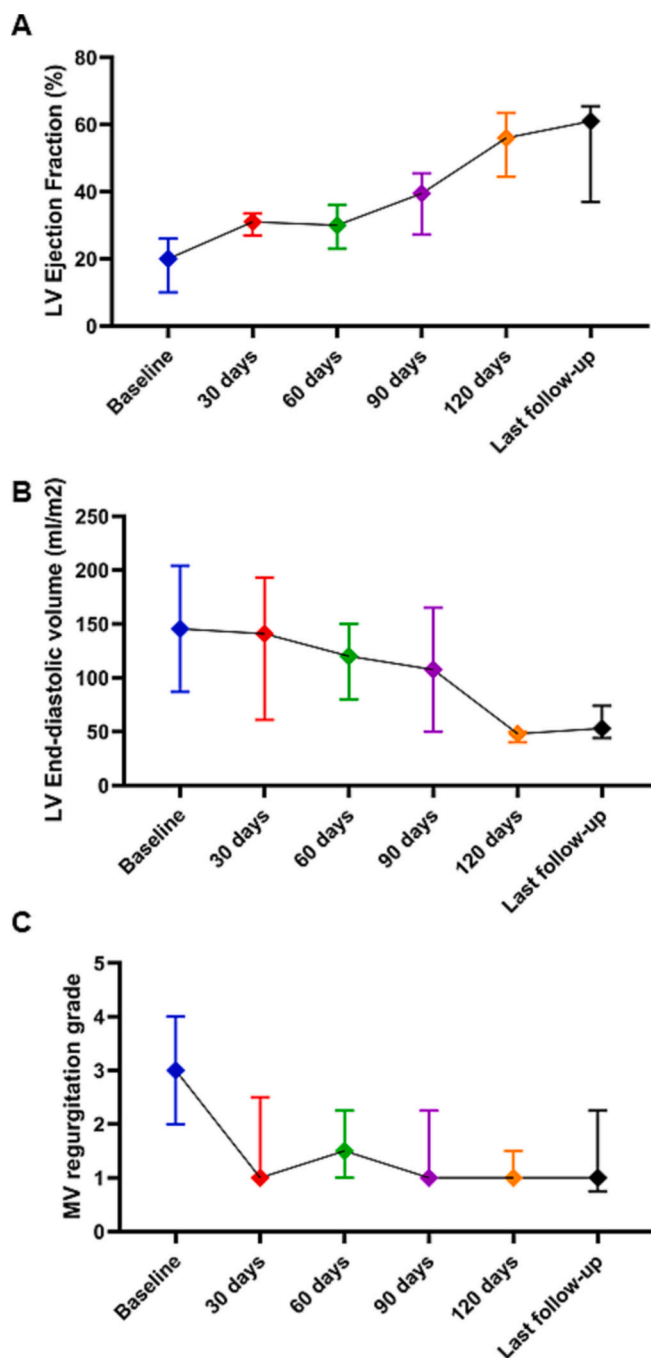 A
LV Ejection Fraction (%)
80
60
40
20
0
Baseline
30 days
60 days
90 days
120 days
Last follow-up
B
LV End-diastolic volume (ml/m2)
250
200
150
100
50
0
Baseline
30 days
60 days
90 days
120 days
Last follow-up
C
MV regurgitation grade
5
4
3
2
1
0
Baseline
30 days
60 days
90 days
120 days
Last follow-up